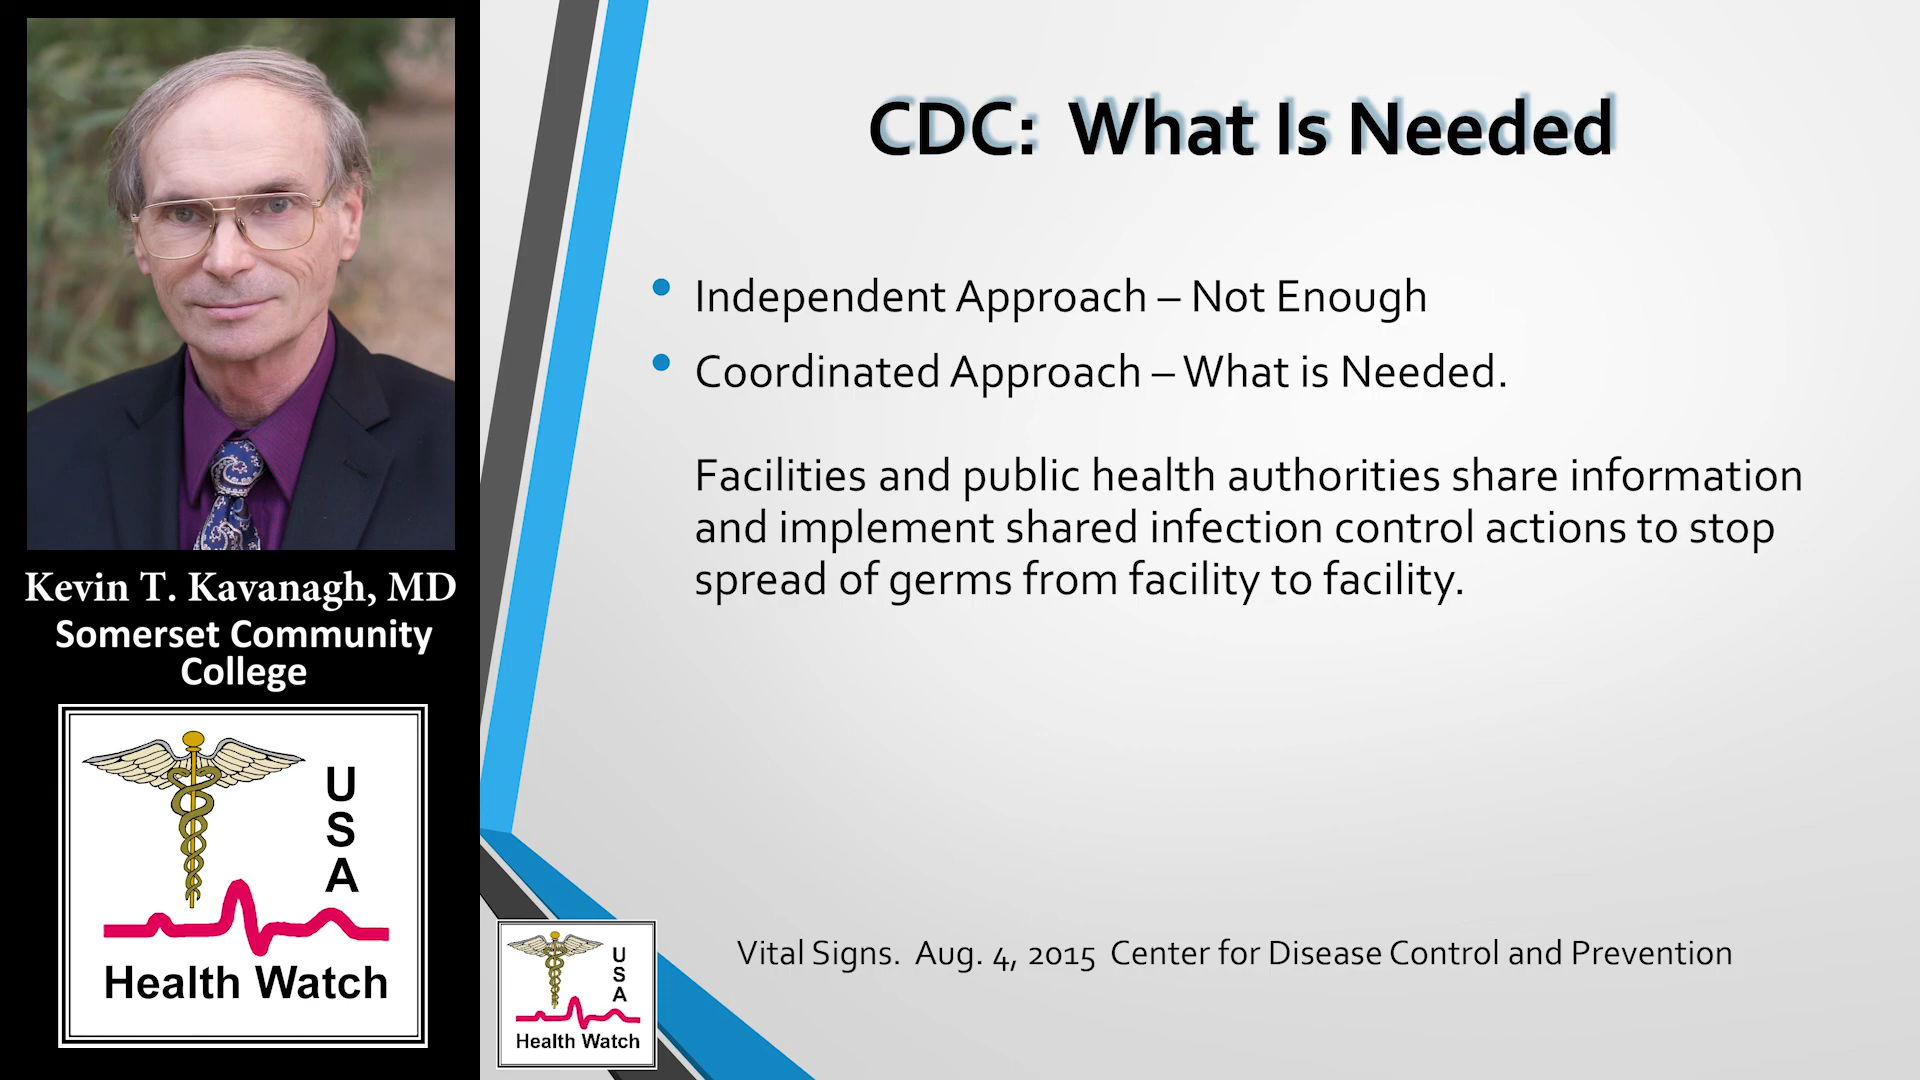 Kevin T. Kavanagh, MD
Somerset Community
College
U
S
A
Health Watch
CDC:  What Is Needed
• Independent Approach – Not Enough
• Coordinated Approach – What is Needed.
Facilities and public health authorities share information
and implement shared infection control actions to stop
spread of germs from facility to facility.
U
S
A
Health Watch
Vital Signs.  Aug. 4, 2015  Center for Disease Control and Prevention